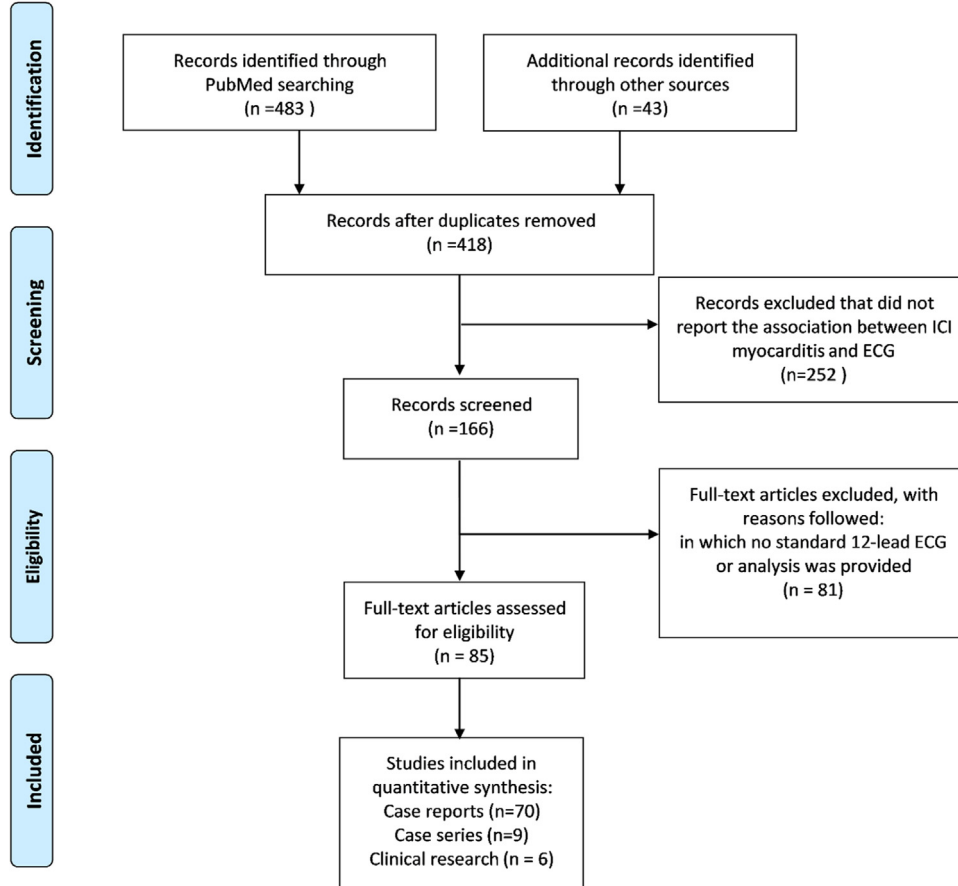 Identification
Records identified through
PubMed searching
(n =483 )
Additional records identified
through other sources
(n =43)
Records after duplicates removed
(n =418)
Screening
Records excluded that did not
report the association between ICI
myocarditis and ECG
(n=252 )
Records screened
(n =166)
Eligibility
Full-text articles excluded, with
reasons followed:
in which no standard 12-lead ECG
or analysis was provided
(n = 81)
Full-text articles assessed
for eligibility
(n = 85)
Included
Studies included in
quantitative synthesis:
Case reports (n=70)
Case series (n=9)
Clinical research (n = 6)